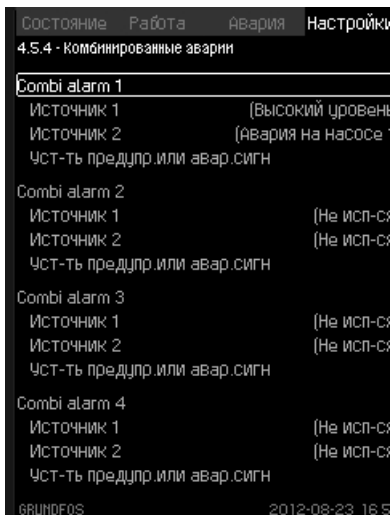 Состояние Работа Авария Настройки
4.5.4 - Комбинированные аварии
Combi alarm 1
Источник 1 (Высокий уровень
Источник 2 (Авария на насосе 1
Уст-ть предупр.или авар.сигн
Combi alarm 2
Источник 1 (Не исп-ся
Источник 2 (Не исп-ся
Уст-ть предупр.или авар.сигн
Combi alarm 3
Источник 1 (Не исп-ся
Источник 2 (Не исп-ся
Уст-ть предупр.или авар.сигн
Combi alarm 4
Источник 1 (Не исп-ся
Источник 2 (Не исп-ся
Уст-ть предупр.или авар.сигн
GRUNDFOS 2012-08-23 16:5